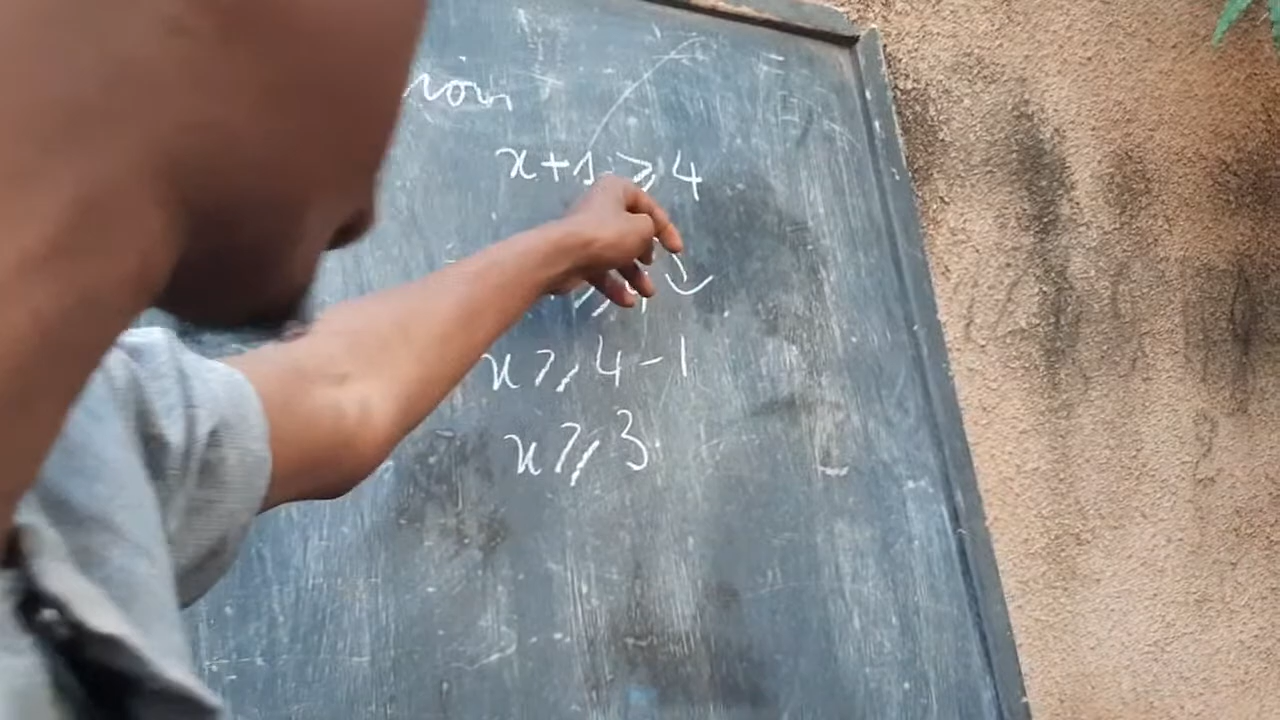 x+1 ⩾ 4
x ⩾ 4 - 1
x ⩾ 3